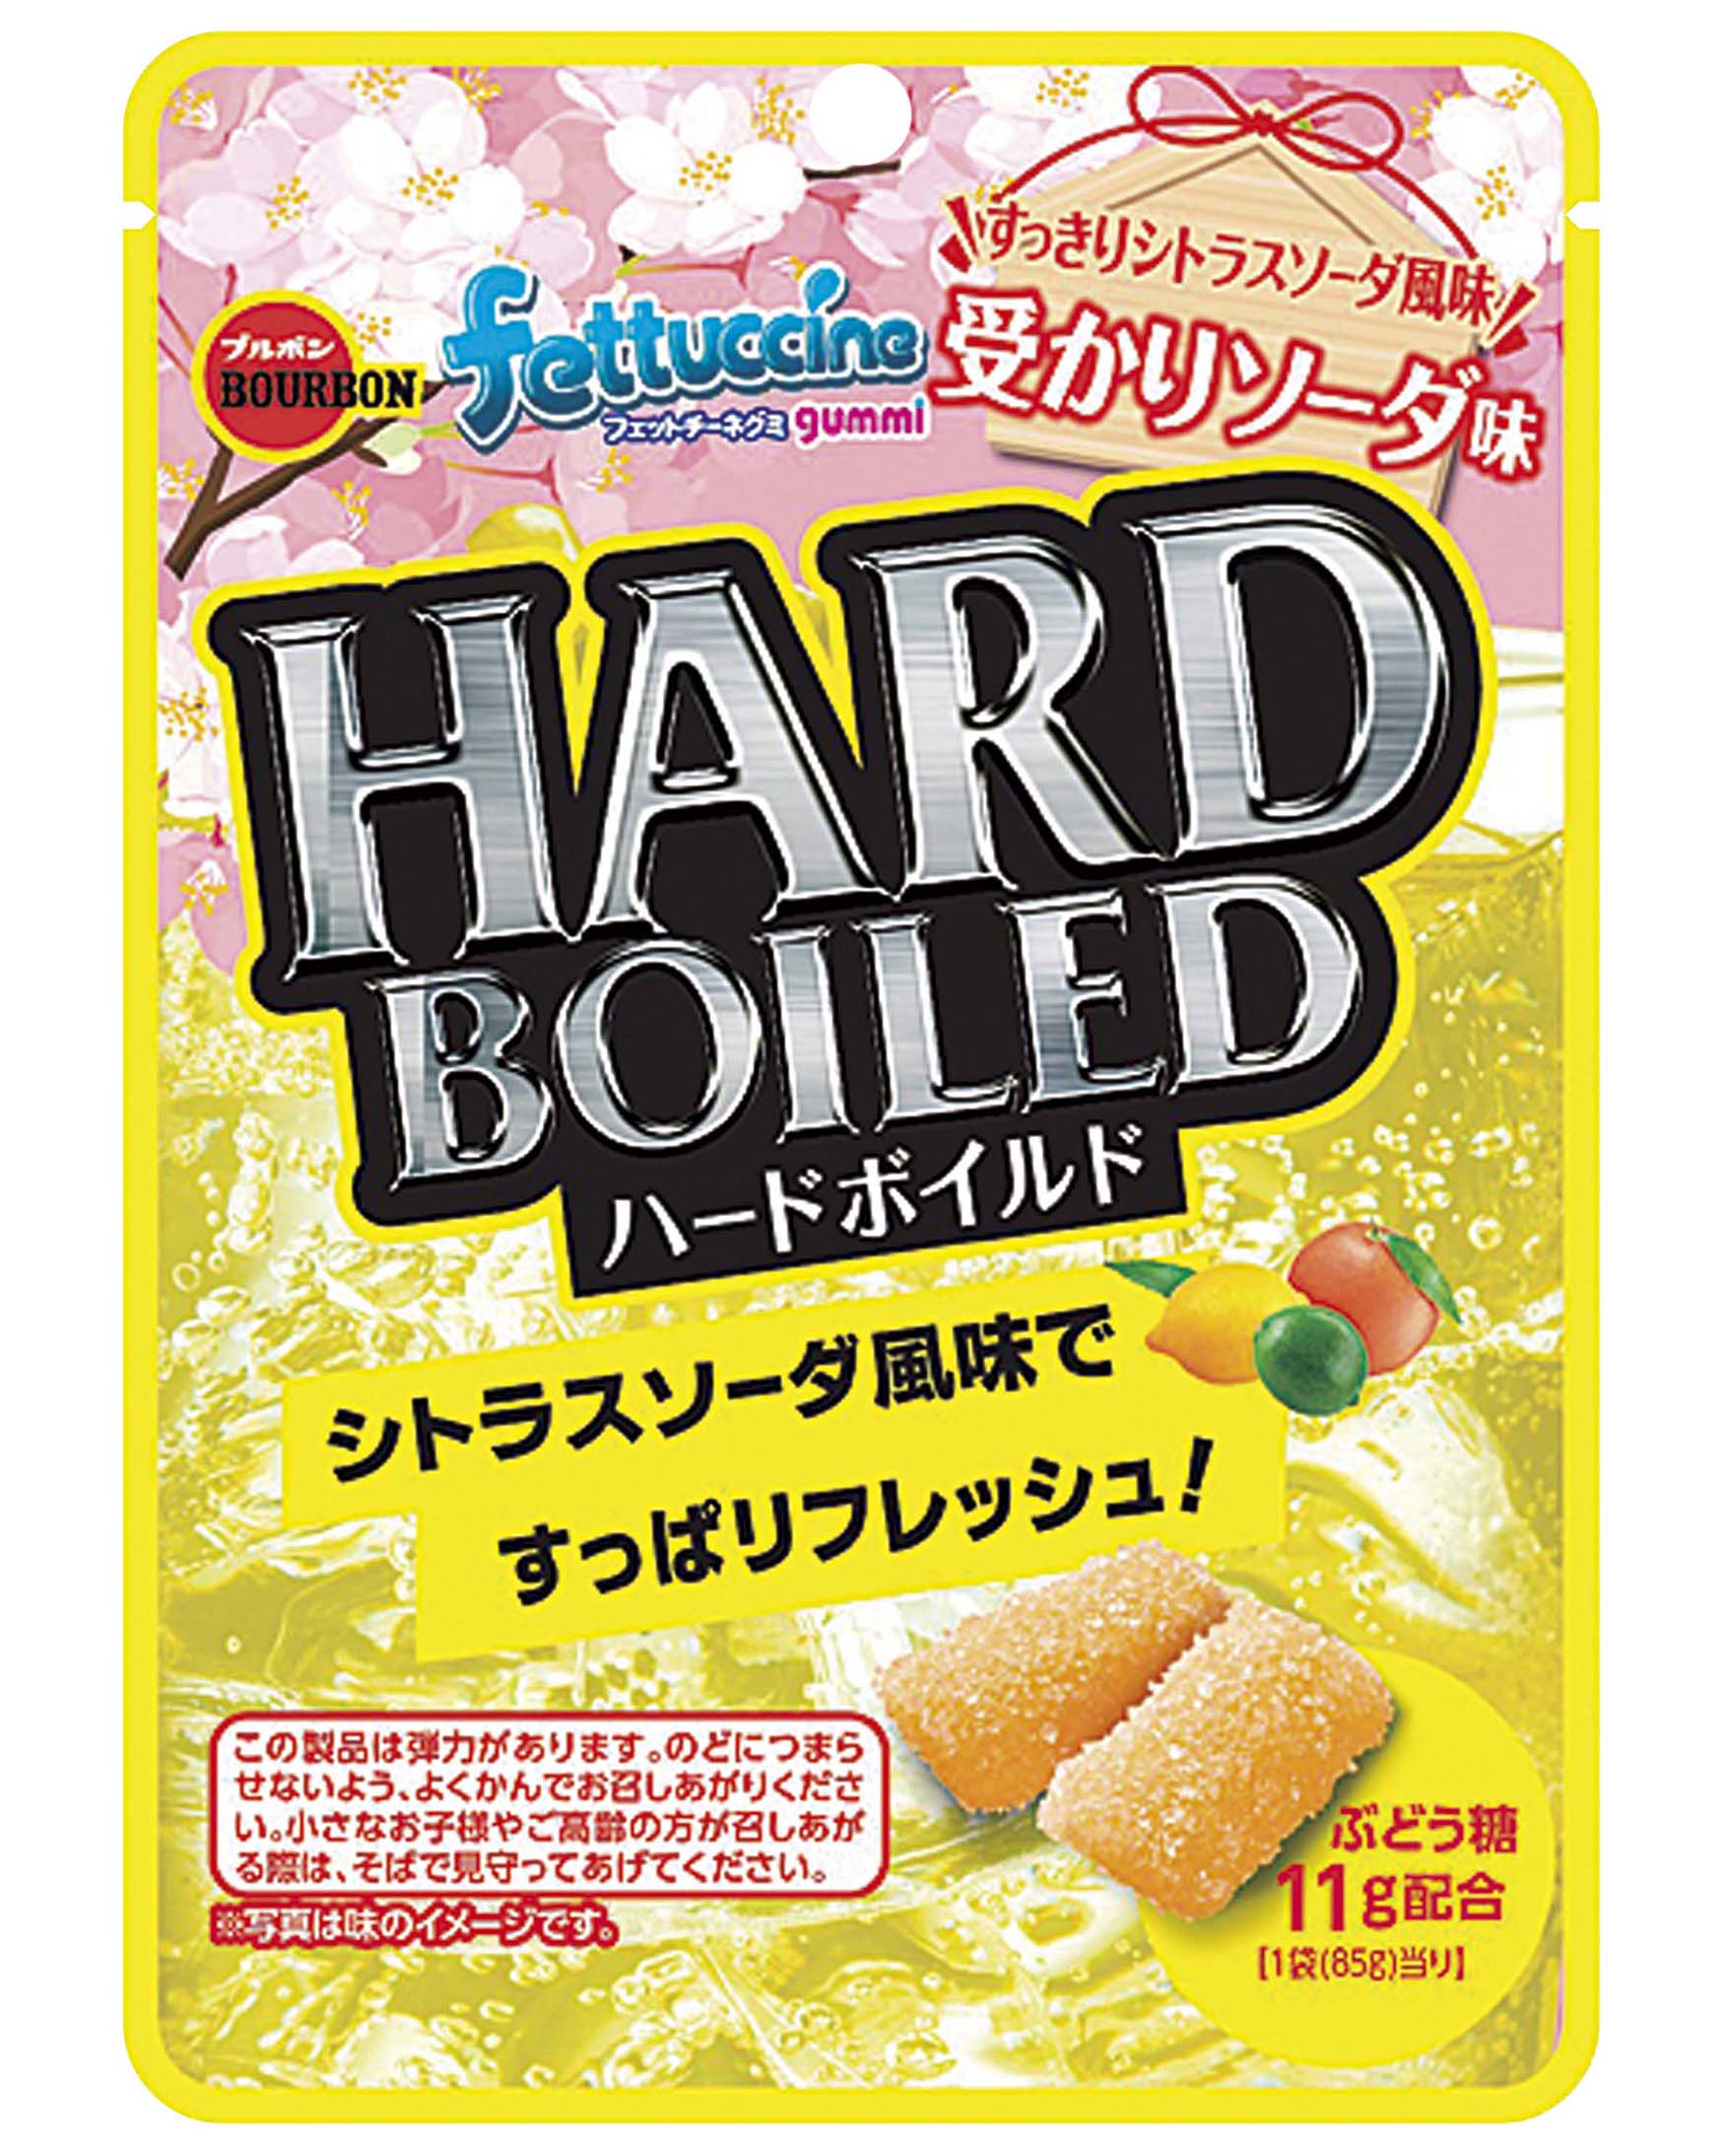 すっきりシトラスソーダ風味
受かりソーダ味
ブルボン
BOURBON
fettuccine
フェットチーネグミ gummi
HARD
BOILED
ハードボイルド
シトラスソーダ風味で
すっぱリフレッシュ!
この製品は弾力があります。のどにつまら
せないよう、よくかんでお召しあがりくださ
い。小さなお子様やご高齢の方が召しあが
る際は、そばで見守ってあげてください。
※写真は味のイメージです。
ぶどう糖
11g配合
[1袋(85g)当り]